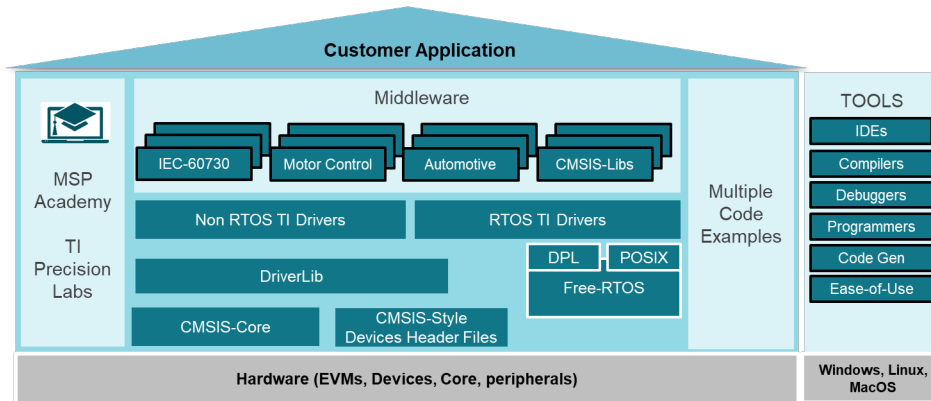 Customer Application
MSP
Academy
TI
Precision
Labs
Middleware
IEC-60730
Motor Control
Automotive
CMSIS-Libs
Non RTOS TI Drivers
RTOS TI Drivers
DriverLib
DPL
POSIX
Free-RTOS
CMSIS-Core
CMSIS-Style
Devices Header Files
Multiple
Code
Examples
TOOLS
IDEs
Compilers
Debuggers
Programmers
Code Gen
Ease-of-Use
Hardware (EVMs, Devices, Core, peripherals)
Windows, Linux,
MacOS